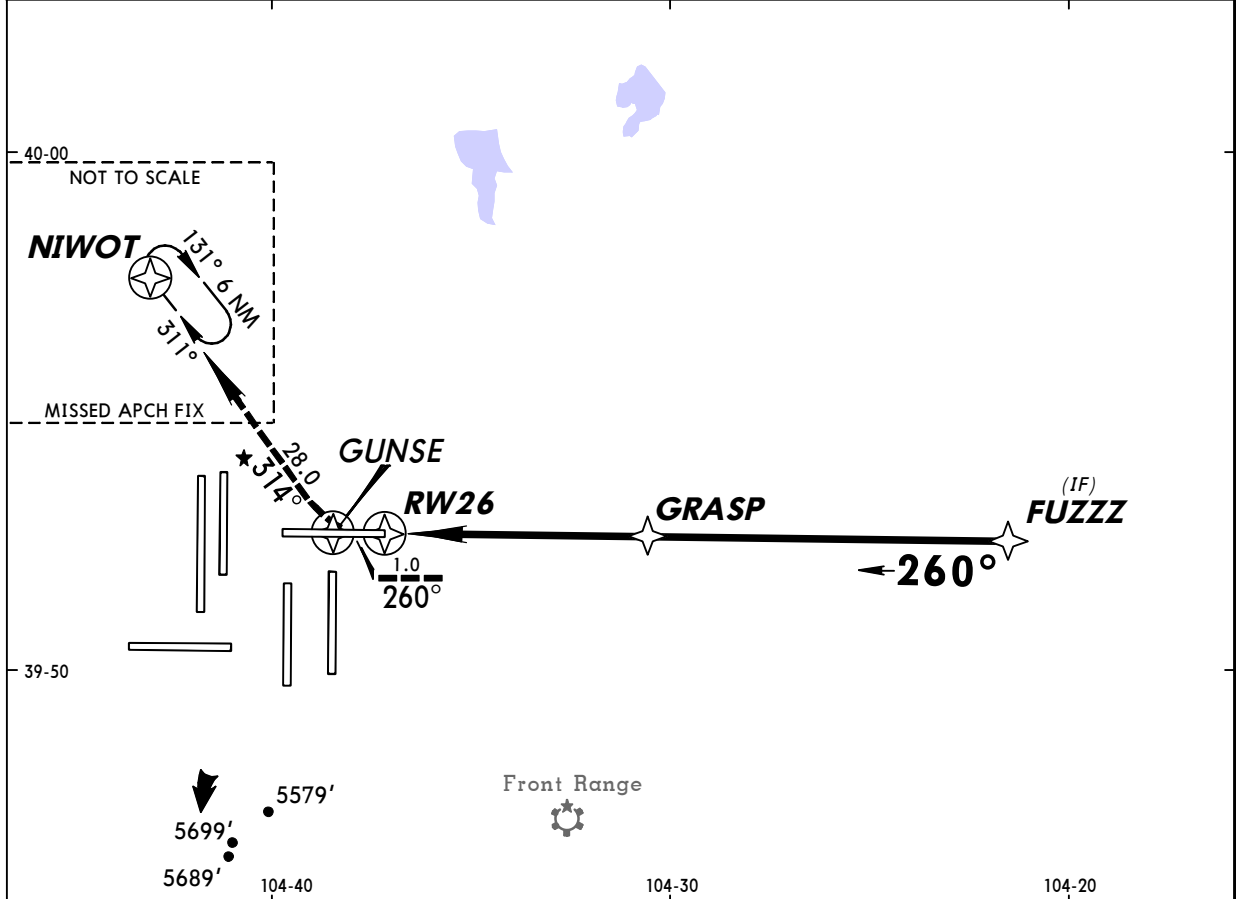 40-00
NOT TO SCALE
NIWOT
131° 6 NM
311°
MISSED APCH FIX
28.0
314°
GUNSE
RW26
GRASP
(IF)
FUZZZ
260°
1.0
260°
39-50
Front Range
5579'
5699'
5689'
104-40
104-30
104-20